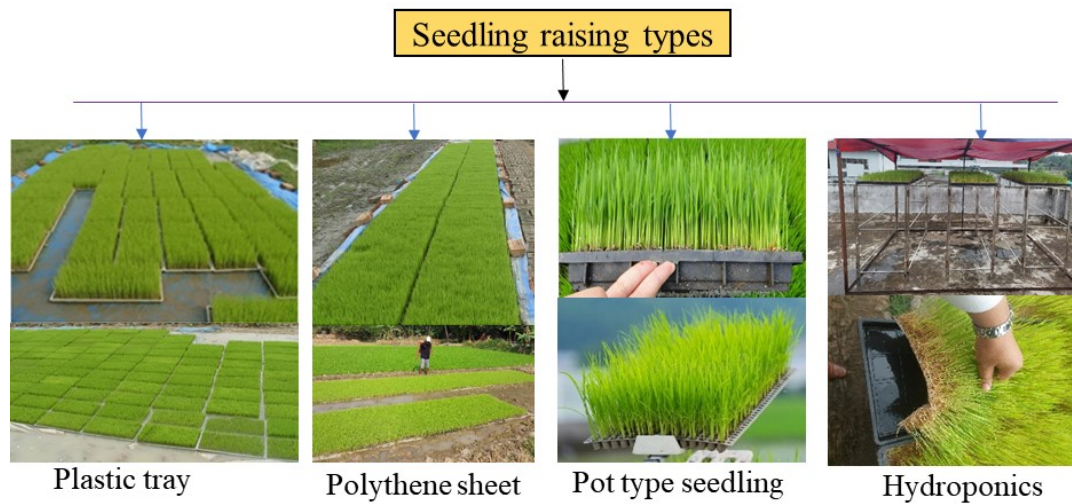 Seedling raising types
Plastic tray
Polythene sheet
Pot type seedling
Hydroponics